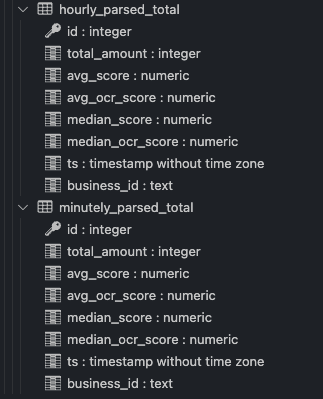 hourly_parsed_total
id : integer
total_amount : integer
avg_score : numeric
avg_ocr_score : numeric
median_score : numeric
median_ocr_score : numeric
ts : timestamp without time zone
business_id : text
minutely_parsed_total
id : integer
total_amount : integer
avg_score : numeric
avg_ocr_score : numeric
median_score : numeric
median_ocr_score : numeric
ts : timestamp without time zone
business_id : text